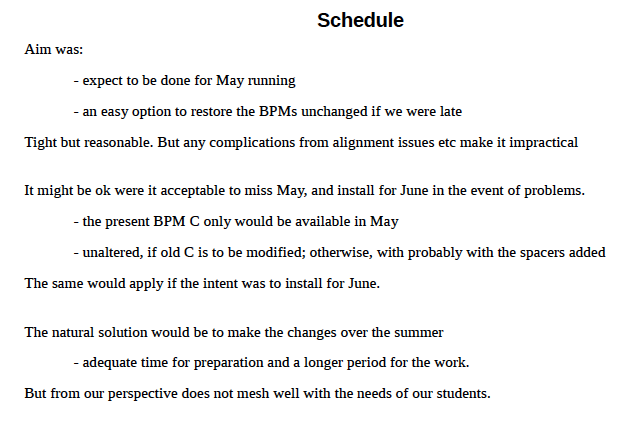 Schedule
Aim was:
- expect to be done for May running
- an easy option to restore the BPMs unchanged if we were late
Tight but reasonable. But any complications from alignment issues etc make it impractical
It might be ok were it acceptable to miss May, and install for June in the event of problems.
- the present BPM C only would be available in May
- unaltered, if old C is to be modified; otherwise, with probably with the spacers added
The same would apply if the intent was to install for June.
The natural solution would be to make the changes over the summer
- adequate time for preparation and a longer period for the work.
But from our perspective does not mesh well with the needs of our students.